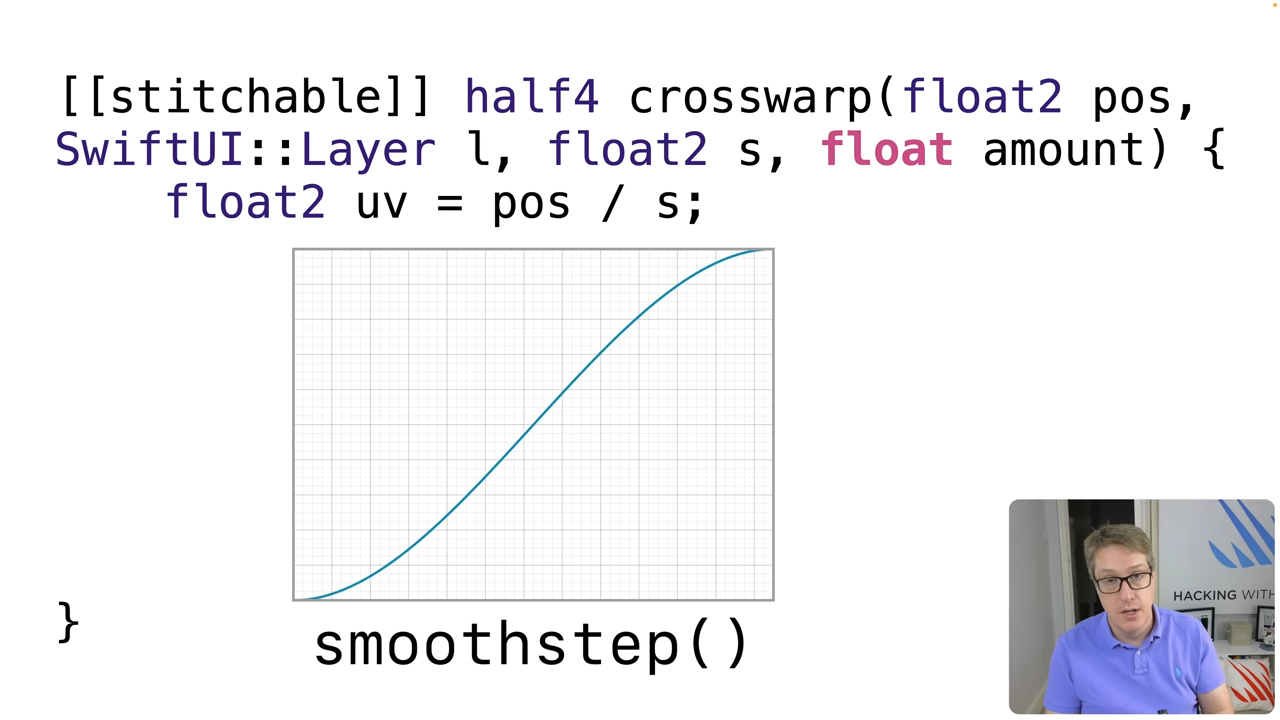 [[stitchable]] half4 crosswarp(float2 pos,
SwiftUI::Layer l, float2 s, float amount) {
    float2 uv = pos / s;
}
smoothstep()
HACKING WITH